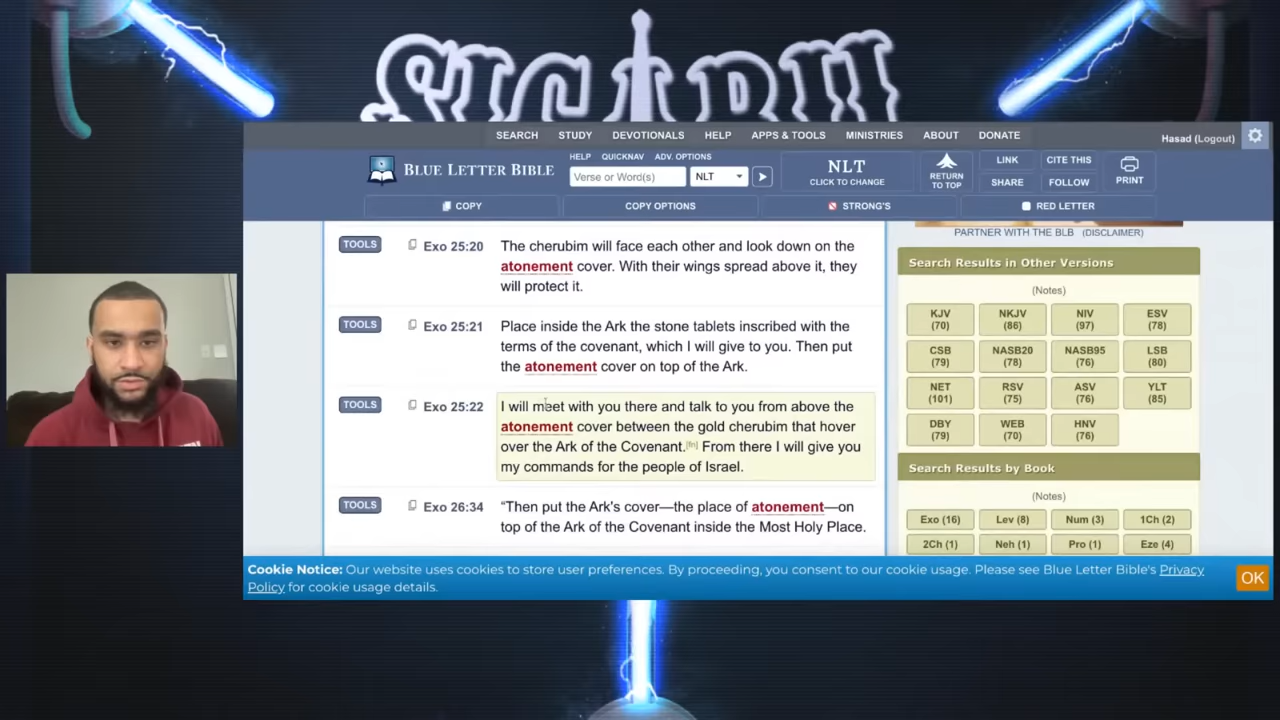 SICARII
SEARCH STUDY DEVOTIONALS HELP APPS & TOOLS MINISTRIES ABOUT DONATE
Hasad (Logout)
BLUE LETTER BIBLE
HELP QUICKNAV ADV. OPTIONS
Verse or Word(s) NLT
NLT
CLICK TO CHANGE
RETURN
TO TOP
LINK CITE THIS
SHARE FOLLOW
PRINT
COPY COPY OPTIONS STRONG'S RED LETTER
TOOLS Exo 25:20 The cherubim will face each other and look down on the
atonement cover. With their wings spread above it, they
will protect it.
TOOLS Exo 25:21 Place inside the Ark the stone tablets inscribed with the
terms of the covenant, which I will give to you. Then put
the atonement cover on top of the Ark.
TOOLS Exo 25:22 I will meet with you there and talk to you from above the
atonement cover between the gold cherubim that hover
over the Ark of the Covenant.[fn] From there I will give you
my commands for the people of Israel.
TOOLS Exo 26:34 “Then put the Ark's cover—the place of atonement—on
top of the Ark of the Covenant inside the Most Holy Place.
PARTNER WITH THE BLB (DISCLAIMER)
Search Results in Other Versions
(Notes)
KJV (70) NKJV (86) NIV (97) ESV (78)
CSB (79) NASB20 (78) NASB95 (76) LSB (80)
NET (101) RSV (75) ASV (76) YLT (85)
DBY (79) WEB (70) HNV (76)
Search Results by Book
(Notes)
Exo (16) Lev (8) Num (3) 1Ch (2)
2Ch (1) Neh (1) Pro (1) Eze (4)
Cookie Notice: Our website uses cookies to store user preferences. By proceeding, you consent to our cookie usage. Please see Blue Letter Bible's Privacy
Policy for cookie usage details.
OK